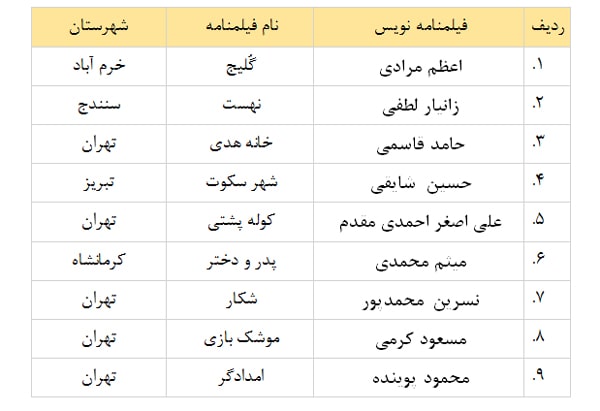 ردیف فیلمنامه نویس نام فیلمنامه شهرستان
۱. اعظم مرادی گُلیچ خرم آباد
۲. زانیار لطفی نهست سنندج
۳. حامد قاسمی خانه هدی تهران
۴. حسین شایقی شهر سکوت تبریز
۵. علی اصغر احمدی مقدم کوله پشتی تهران
۶. میثم محمدی پدر و دختر کرمانشاه
۷. نسرین محمدپور شکار تهران
۸. مسعود کرمی موشک بازی تهران
۹. محمود پوینده امدادگر تهران